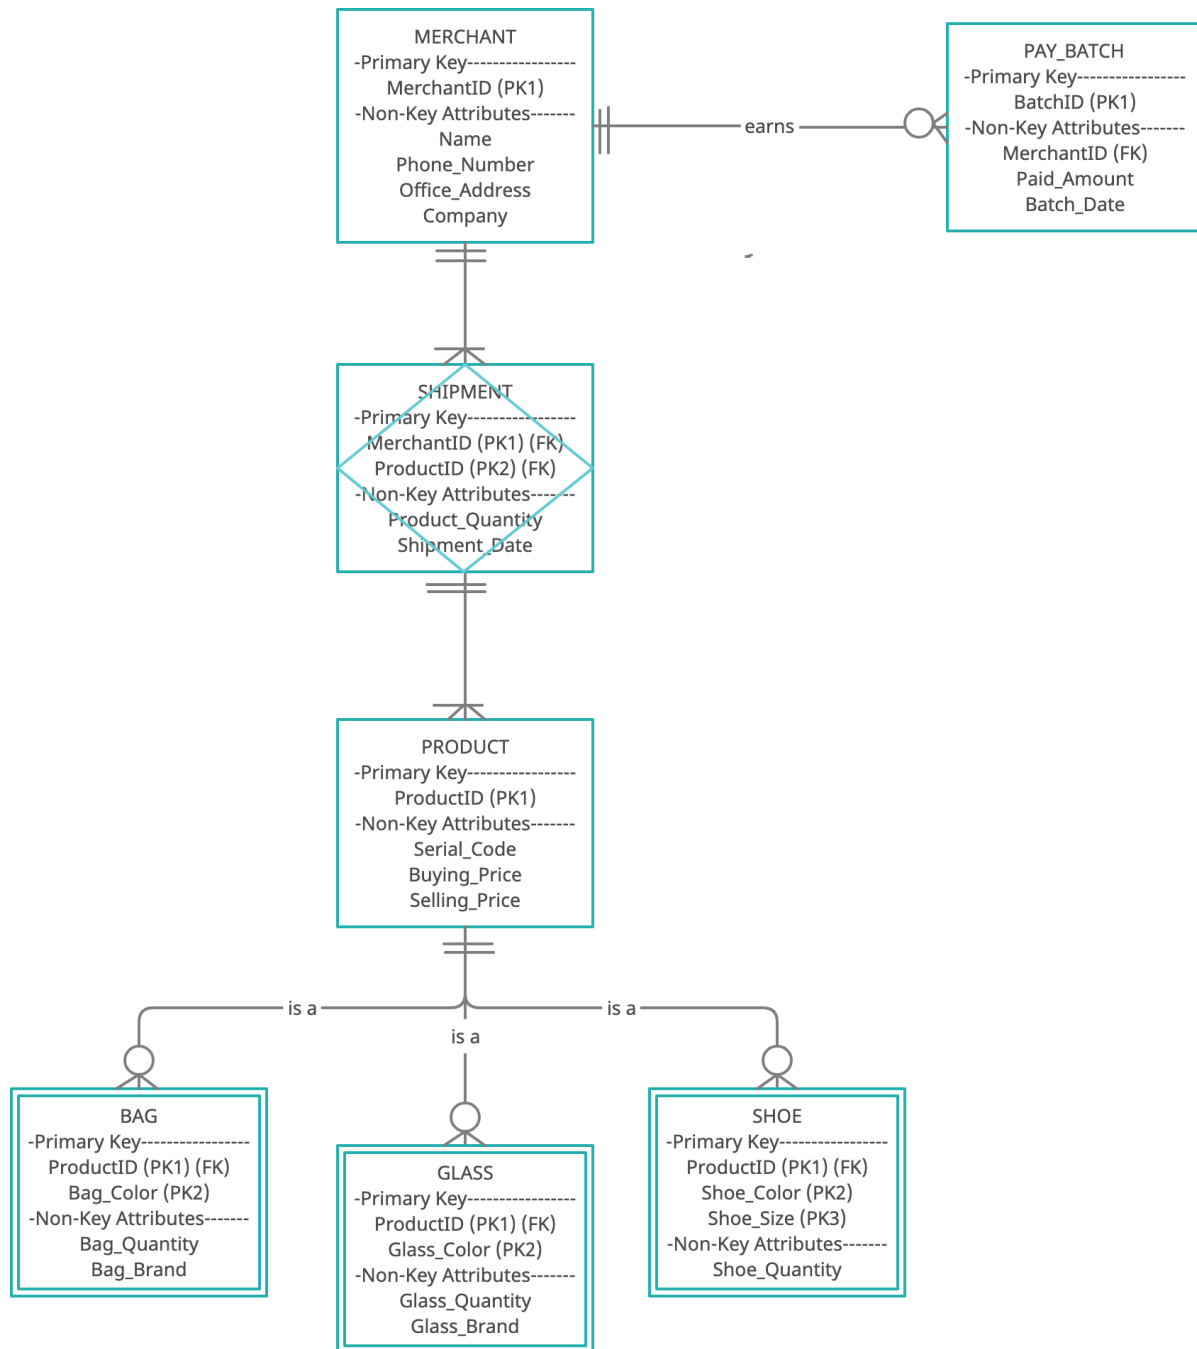 MERCHANT
-Primary Key-----------------
MerchantID (PK1)
-Non-Key Attributes-------
Name
Phone_Number
Office_Address
Company
earns
PAY_BATCH
-Primary Key-----------------
BatchID (PK1)
-Non-Key Attributes-------
MerchantID (FK)
Paid_Amount
Batch_Date
SHIPMENT
-Primary Key-----------------
MerchantID (PK1) (FK)
ProductID (PK2) (FK)
-Non-Key Attributes-------
Product_Quantity
Shipment_Date
PRODUCT
-Primary Key-----------------
ProductID (PK1)
-Non-Key Attributes-------
Serial_Code
Buying_Price
Selling_Price
is a
is a
is a
BAG
-Primary Key-----------------
ProductID (PK1) (FK)
Bag_Color (PK2)
-Non-Key Attributes-------
Bag_Quantity
Bag_Brand
GLASS
-Primary Key-----------------
ProductID (PK1) (FK)
Glass_Color (PK2)
-Non-Key Attributes-------
Glass_Quantity
Glass_Brand
SHOE
-Primary Key-----------------
ProductID (PK1) (FK)
Shoe_Color (PK2)
Shoe_Size (PK3)
-Non-Key Attributes-------
Shoe_Quantity